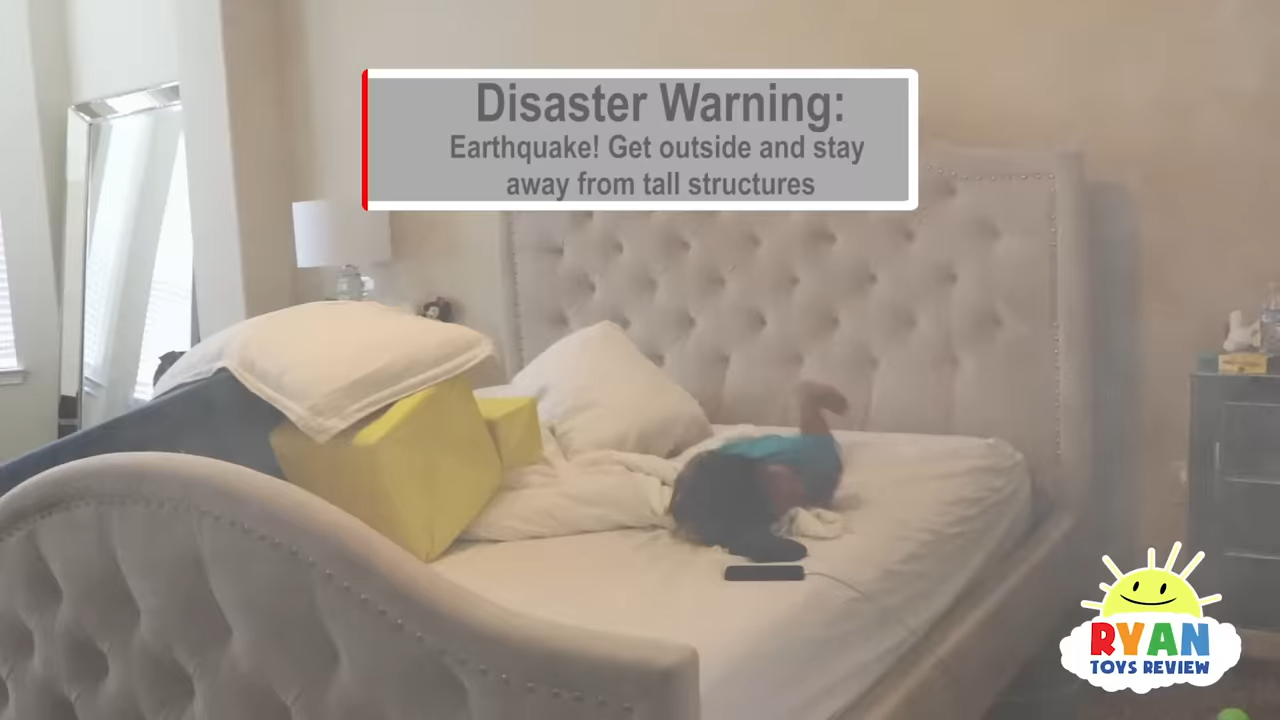 Disaster Warning:
Earthquake! Get outside and stay
away from tall structures
RYAN
TOYS REVIEW